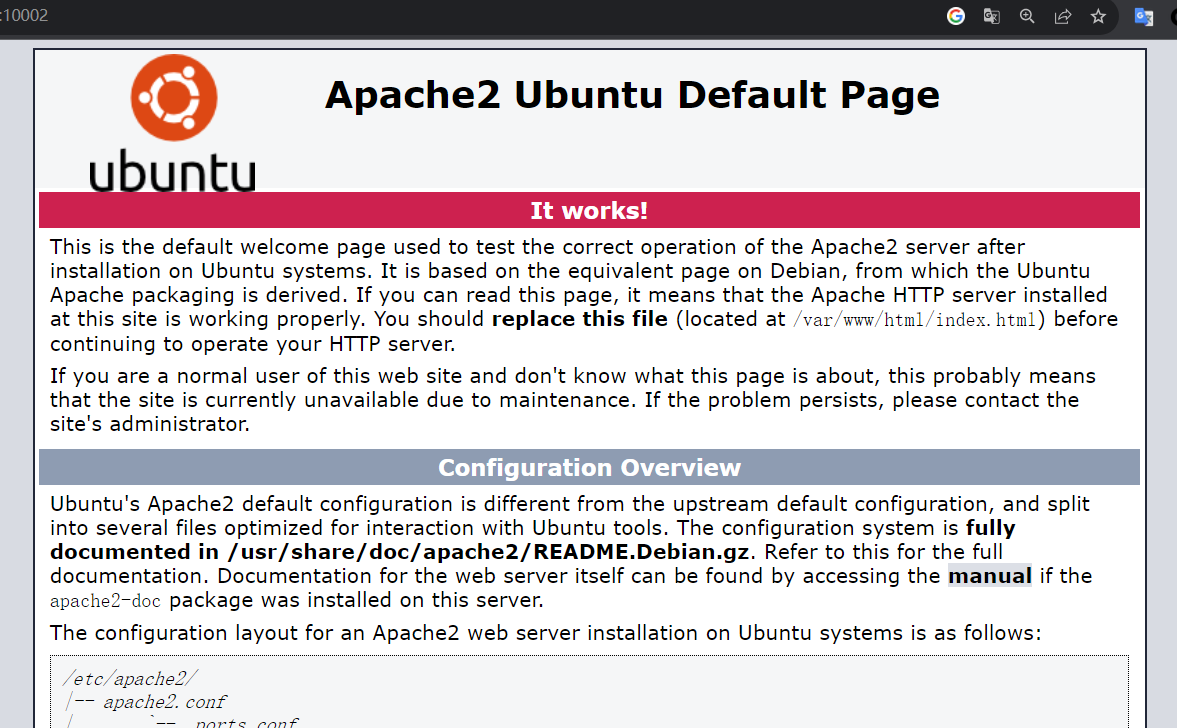 :10002
Apache2 Ubuntu Default Page
ubuntu
It works!
This is the default welcome page used to test the correct operation of the Apache2 server after
installation on Ubuntu systems. It is based on the equivalent page on Debian, from which the Ubuntu
Apache packaging is derived. If you can read this page, it means that the Apache HTTP server installed
at this site is working properly. You should replace this file (located at /var/www/html/index.html) before
continuing to operate your HTTP server.
If you are a normal user of this web site and don't know what this page is about, this probably means
that the site is currently unavailable due to maintenance. If the problem persists, please contact the
site's administrator.
Configuration Overview
Ubuntu's Apache2 default configuration is different from the upstream default configuration, and split
into several files optimized for interaction with Ubuntu tools. The configuration system is fully
documented in /usr/share/doc/apache2/README.Debian.gz. Refer to this for the full
documentation. Documentation for the web server itself can be found by accessing the manual if the
apache2-doc package was installed on this server.
The configuration layout for an Apache2 web server installation on Ubuntu systems is as follows:
/etc/apache2/
|-- apache2.conf
|       `-- ports.conf